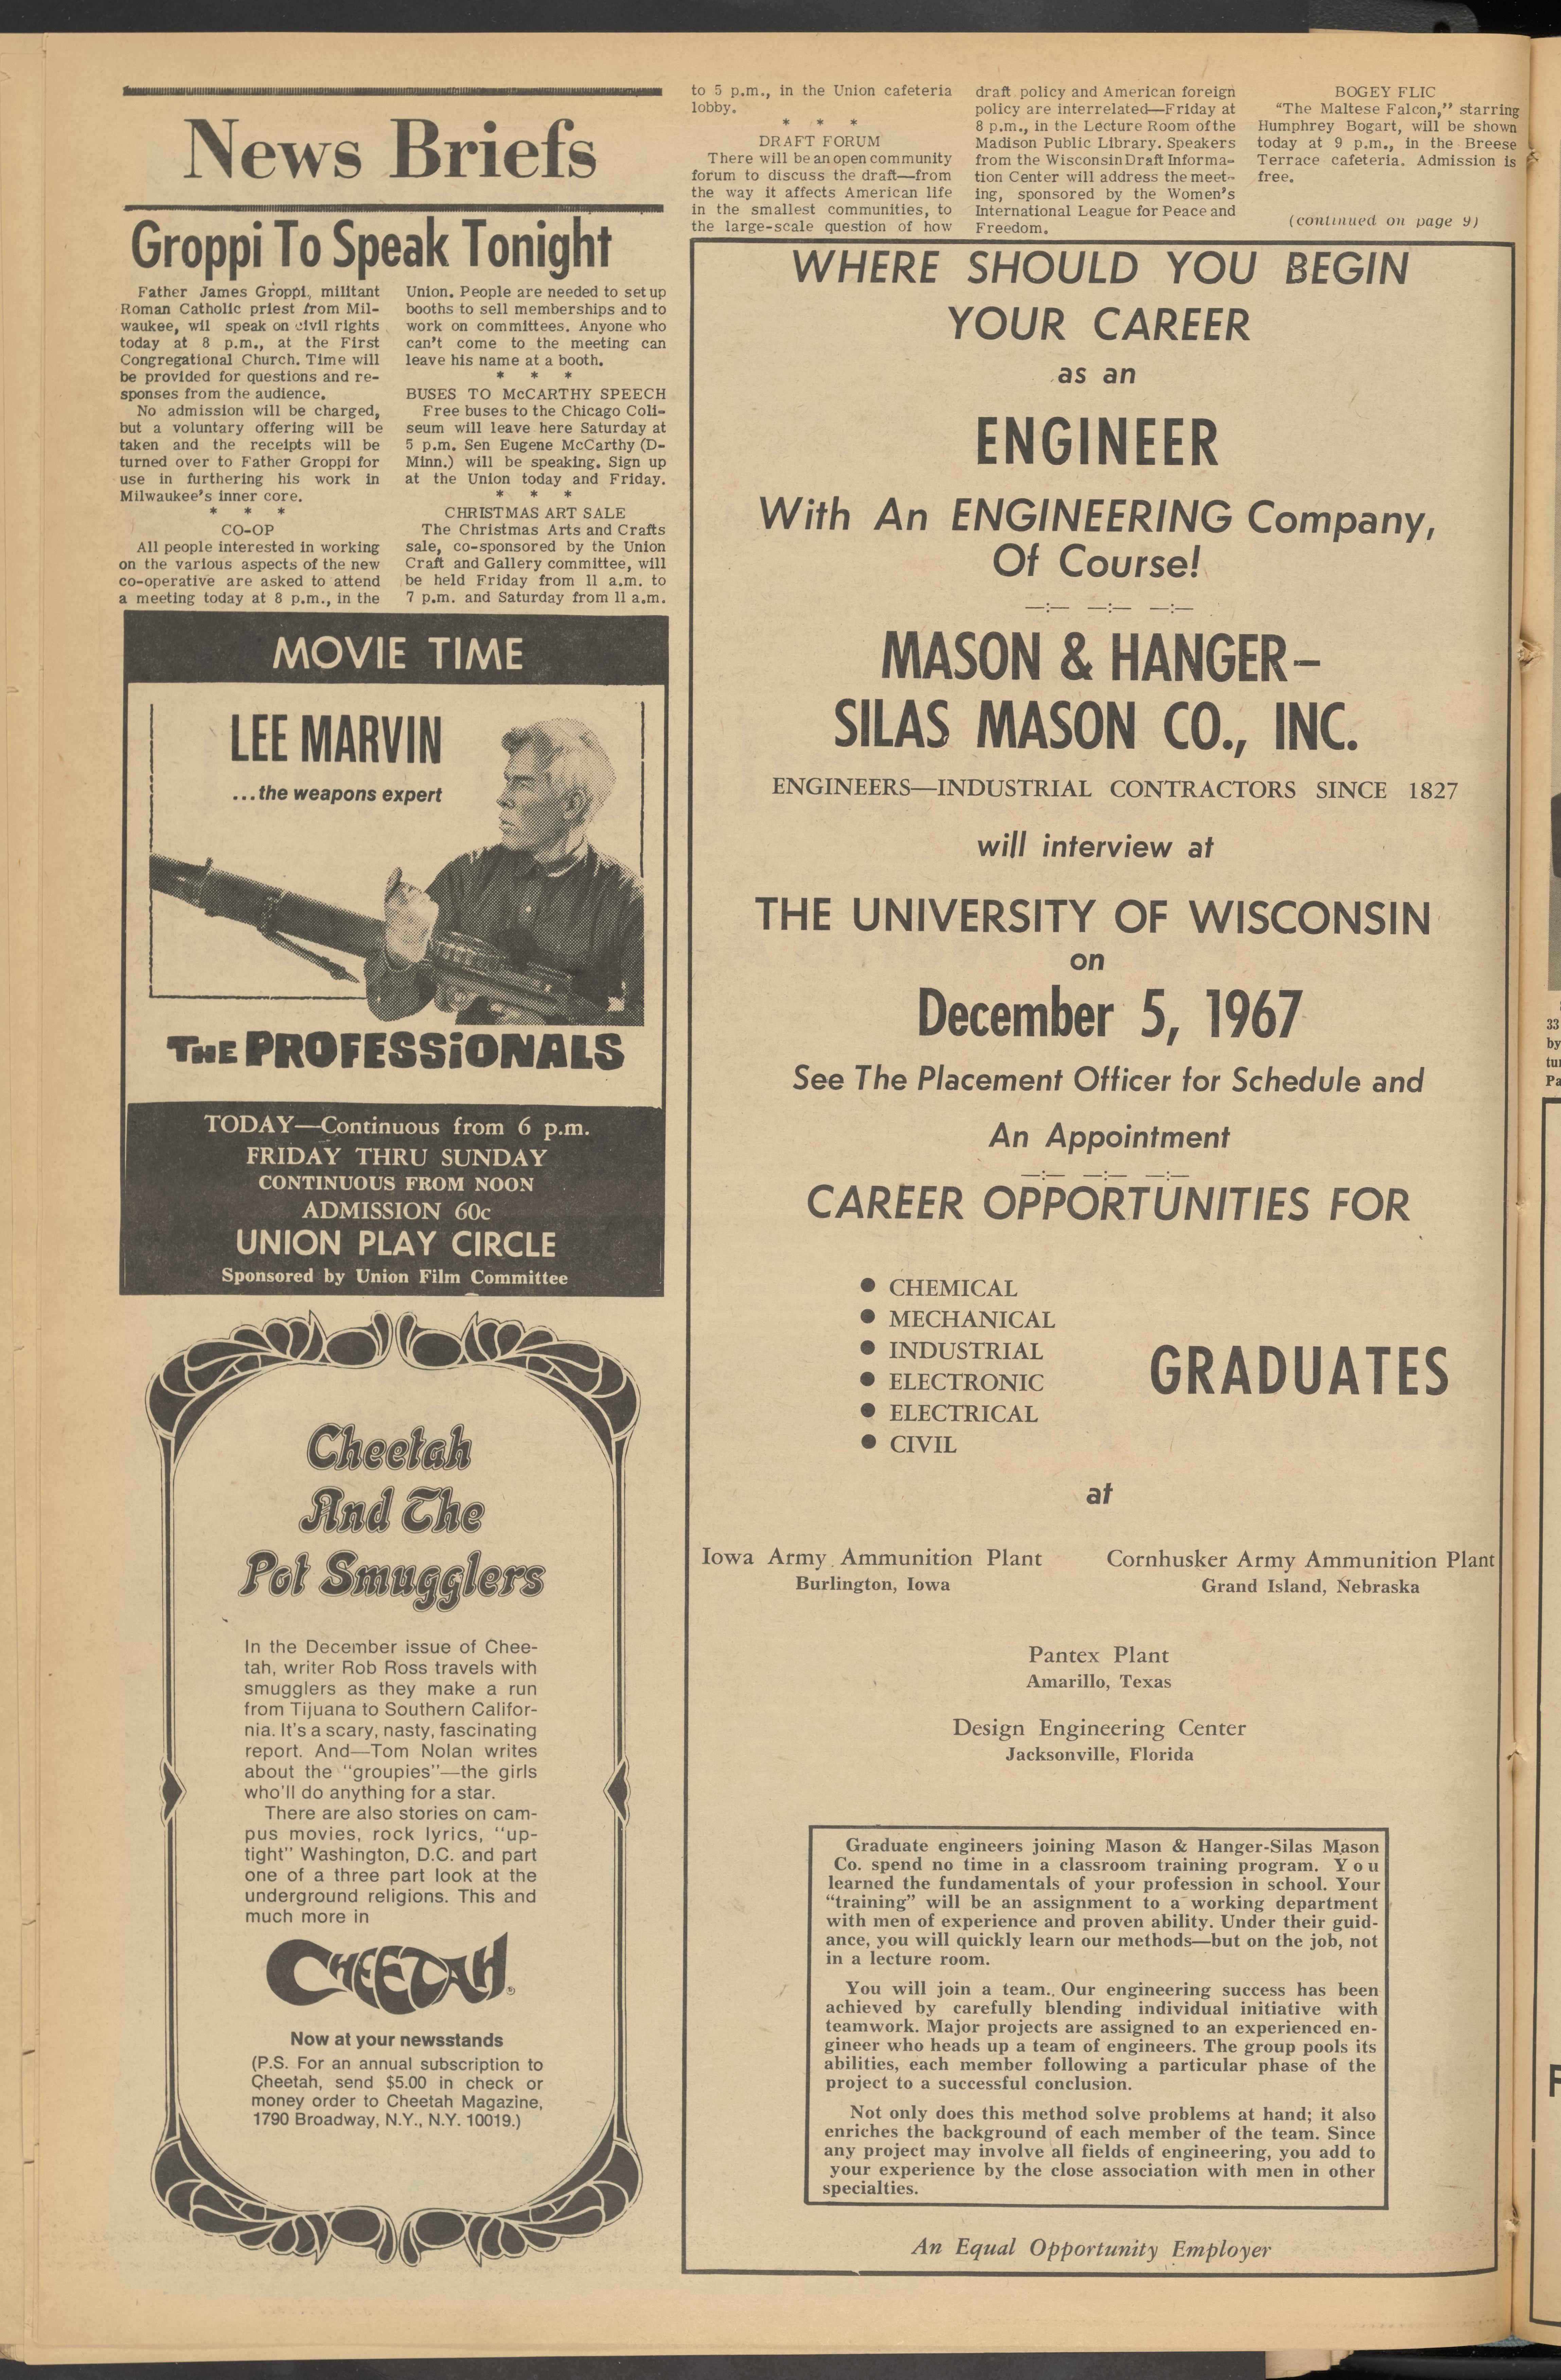 News Briefs
Groppi To Speak Tonight
Father James Groppi, militant
Roman Catholic priest from Mil-
waukee, wil speak on civil rights
today at 8 p.m., at the First
Congregational Church. Time will
be provided for questions and re-
sponses from the audience.
No admission will be charged,
but a voluntary offering will be
taken and the receipts will be
turned over to Father Groppi for
use in furthering his work in
Milwaukee's inner core.
* * *
CO-OP
All people interested in working
on the various aspects of the new
co-operative are asked to attend
a meeting today at 8 p.m., in the
Union. People are needed to set up
booths to sell memberships and to
work on committees. Anyone who
can't come to the meeting can
leave his name at a booth.
* * *
BUSES TO McCARTHY SPEECH
Free buses to the Chicago Coli-
seum will leave here Saturday at
5 p.m. Sen Eugene McCarthy (D-
Minn.) will be speaking. Sign up
at the Union today and Friday.
* * *
CHRISTMAS ART SALE
The Christmas Arts and Crafts
sale, co-sponsored by the Union
Craft and Gallery committee, will
be held Friday from 11 a.m. to
7 p.m. and Saturday from 11 a.m.
to 5 p.m., in the Union cafeteria
lobby.
* * *
DRAFT FORUM
There will be an open community
forum to discuss the draft—from
the way it affects American life
in the smallest communities, to
the large-scale question of how
draft policy and American foreign
policy are interrelated—Friday at
8 p.m., in the Lecture Room of the
Madison Public Library. Speakers
from the Wisconsin Draft Informa-
tion Center will address the meet-
ing, sponsored by the Women's
International League for Peace and
Freedom.
BOGEY FLIC
"The Maltese Falcon," starring
Humphrey Bogart, will be shown
today at 9 p.m., in the Breese
Terrace cafeteria. Admission is
free.
(continued on page 9)
MOVIE TIME
LEE MARVIN
...the weapons expert
THE PROFESSiONALS
TODAY—Continuous from 6 p.m.
FRIDAY THRU SUNDAY
CONTINUOUS FROM NOON
ADMISSION 60c
UNION PLAY CIRCLE
Sponsored by Union Film Committee
Cheetah
And The
Pot Smugglers
In the December issue of Chee-
tah, writer Rob Ross travels with
smugglers as they make a run
from Tijuana to Southern Califor-
nia. It's a scary, nasty, fascinating
report. And—Tom Nolan writes
about the "groupies"—the girls
who'll do anything for a star.
There are also stories on cam-
pus movies, rock lyrics, "up-
tight" Washington, D.C. and part
one of a three part look at the
underground religions. This and
much more in
CHEETAH®
Now at your newsstands
(P.S. For an annual subscription to
Cheetah, send $5.00 in check or
money order to Cheetah Magazine,
1790 Broadway, N.Y., N.Y. 10019.)
WHERE SHOULD YOU BEGIN
YOUR CAREER
as an
ENGINEER
With An ENGINEERING Company,
Of Course!
—:— —:— —:—
MASON & HANGER–
SILAS MASON CO., INC.
ENGINEERS—INDUSTRIAL CONTRACTORS SINCE 1827
will interview at
THE UNIVERSITY OF WISCONSIN
on
December 5, 1967
See The Placement Officer for Schedule and
An Appointment
—:— —:— —:—
CAREER OPPORTUNITIES FOR
● CHEMICAL
● MECHANICAL
● INDUSTRIAL
● ELECTRONIC
● ELECTRICAL
● CIVIL
GRADUATES
at
Iowa Army Ammunition Plant
Burlington, Iowa
Cornhusker Army Ammunition Plant
Grand Island, Nebraska
Pantex Plant
Amarillo, Texas
Design Engineering Center
Jacksonville, Florida
Graduate engineers joining Mason & Hanger-Silas Mason
Co. spend no time in a classroom training program. You
learned the fundamentals of your profession in school. Your
"training" will be an assignment to a working department
with men of experience and proven ability. Under their guid-
ance, you will quickly learn our methods—but on the job, not
in a lecture room.
You will join a team. Our engineering success has been
achieved by carefully blending individual initiative with
teamwork. Major projects are assigned to an experienced en-
gineer who heads up a team of engineers. The group pools its
abilities, each member following a particular phase of the
project to a successful conclusion.
Not only does this method solve problems at hand; it also
enriches the background of each member of the team. Since
any project may involve all fields of engineering, you add to
your experience by the close association with men in other
specialties.
An Equal Opportunity Employer
33
by
Pa